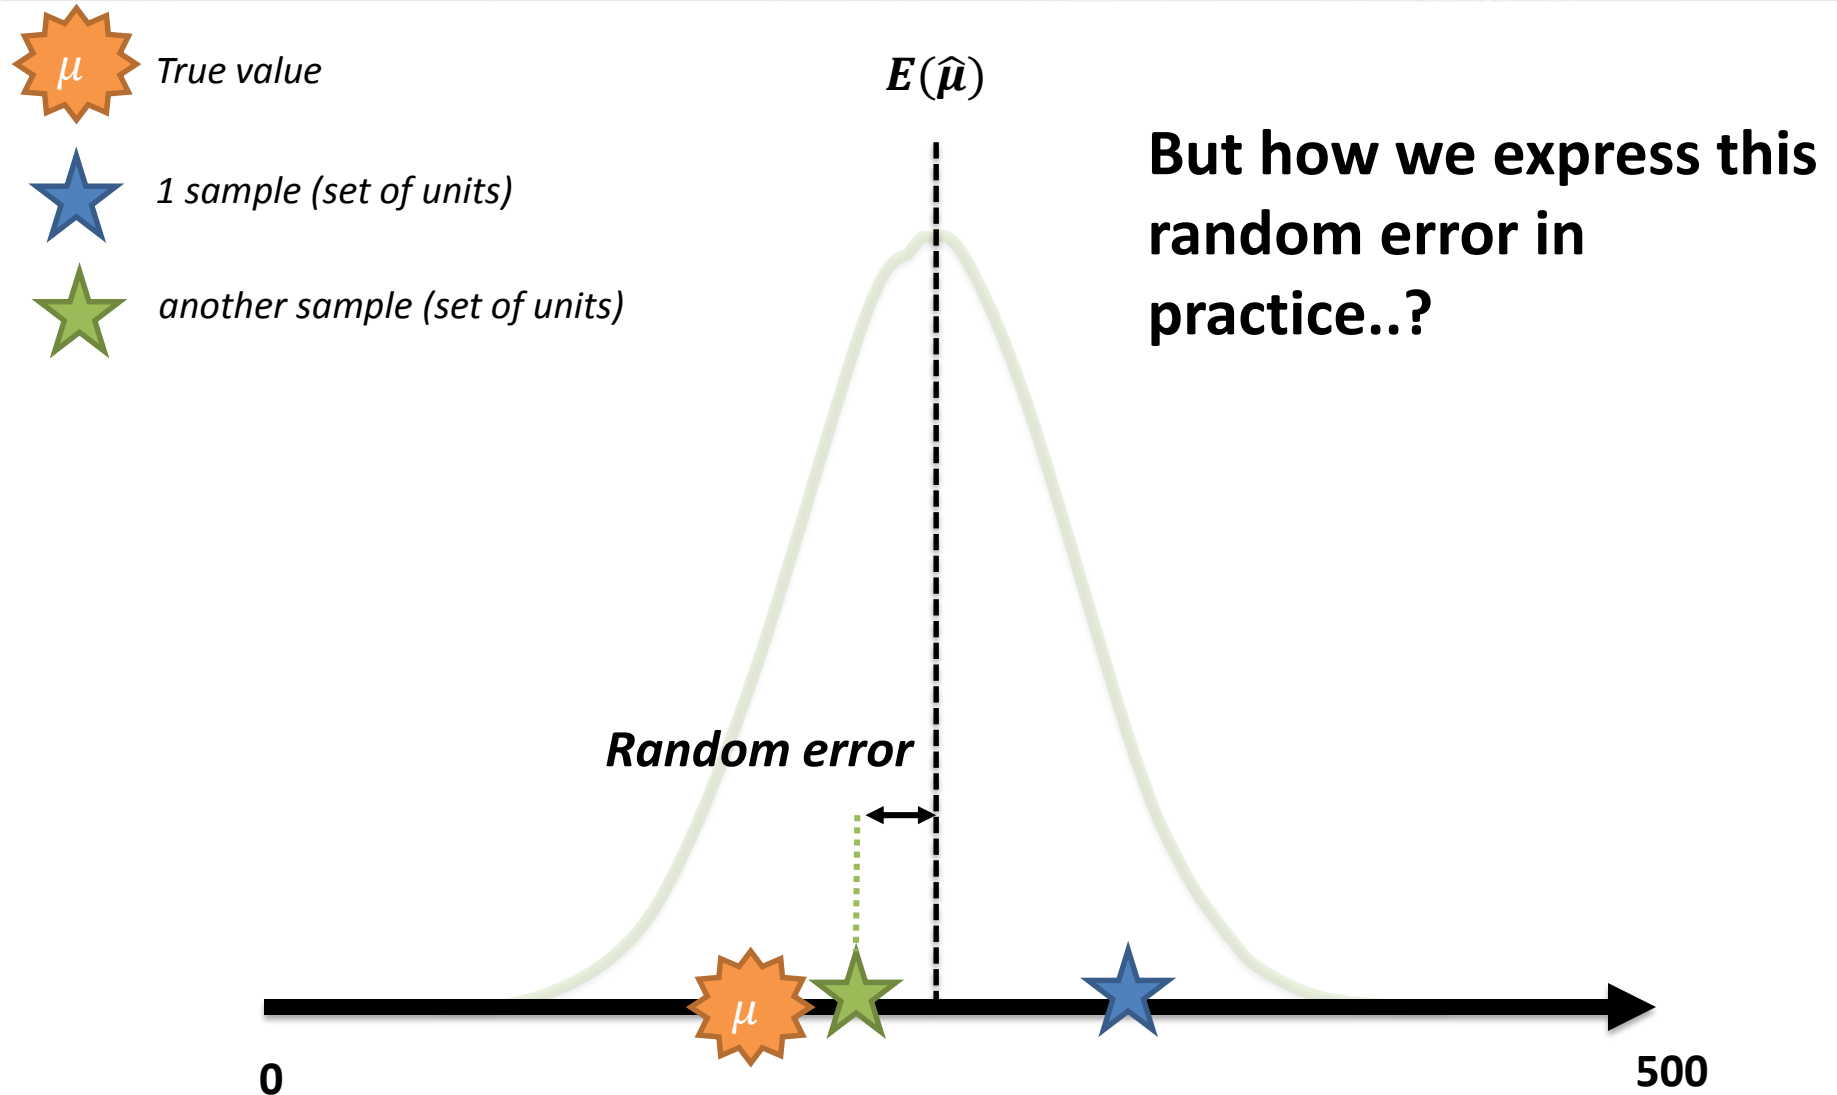 μ
True value
1 sample (set of units)
another sample (set of units)
E(μ̂)
But how we express this
random error in
practice..?
Random error
μ
0
500